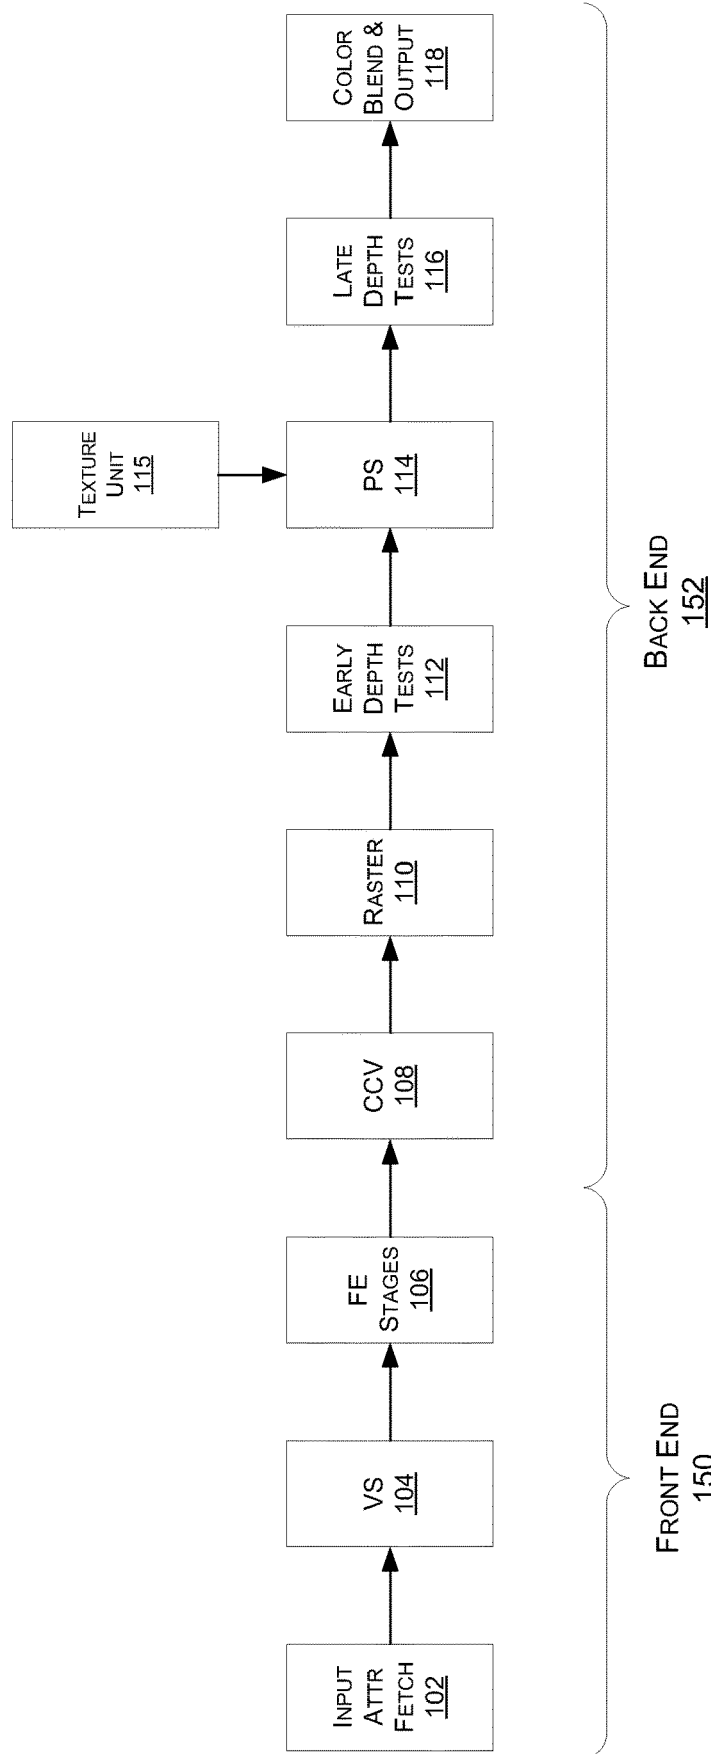 INPUT
ATTR
FETCH
102
VS
104
FE
STAGES
106
CCV
108
RASTER
110
EARLY
DEPTH
TESTS
112
TEXTURE
UNIT
115
PS
114
LATE
DEPTH
TESTS
116
COLOR
BLEND &
OUTPUT
118
FRONT END
150
BACK END
152